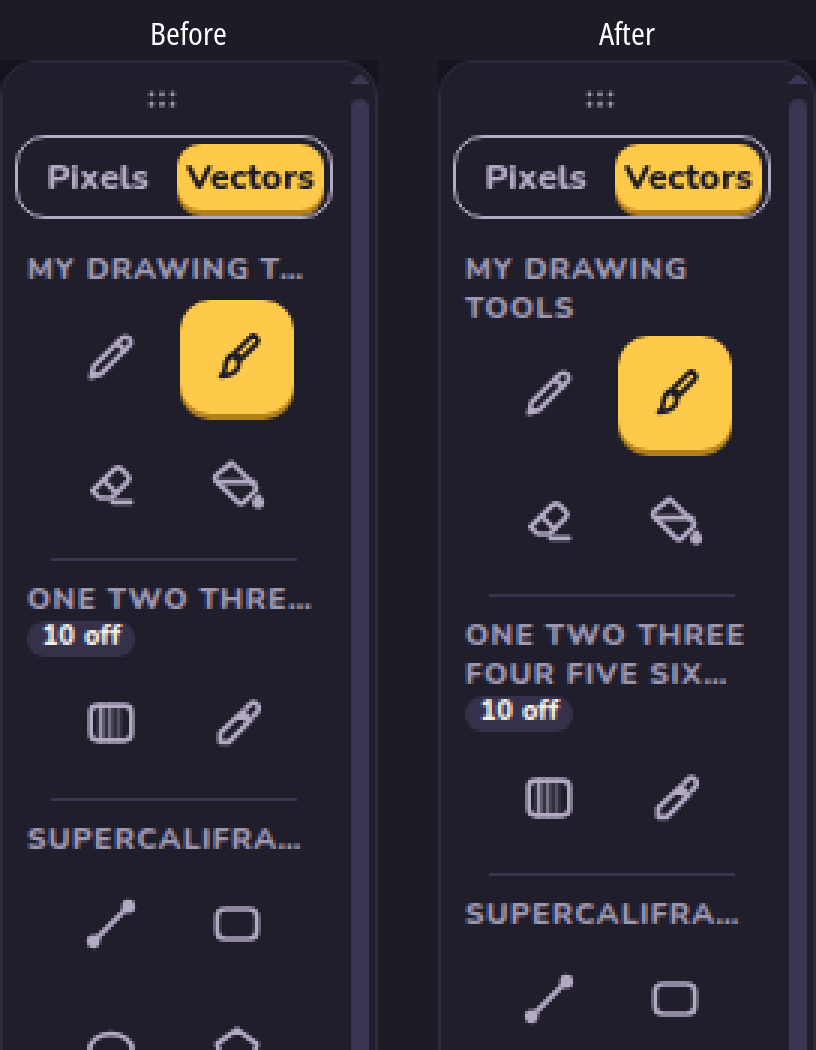 Before
Pixels
Vectors
MY DRAWING T...
ONE TWO THRE...
10 off
SUPERCALIFRA...
After
Pixels
Vectors
MY DRAWING
TOOLS
ONE TWO THREE
FOUR FIVE SIX...
10 off
SUPERCALIFRA...